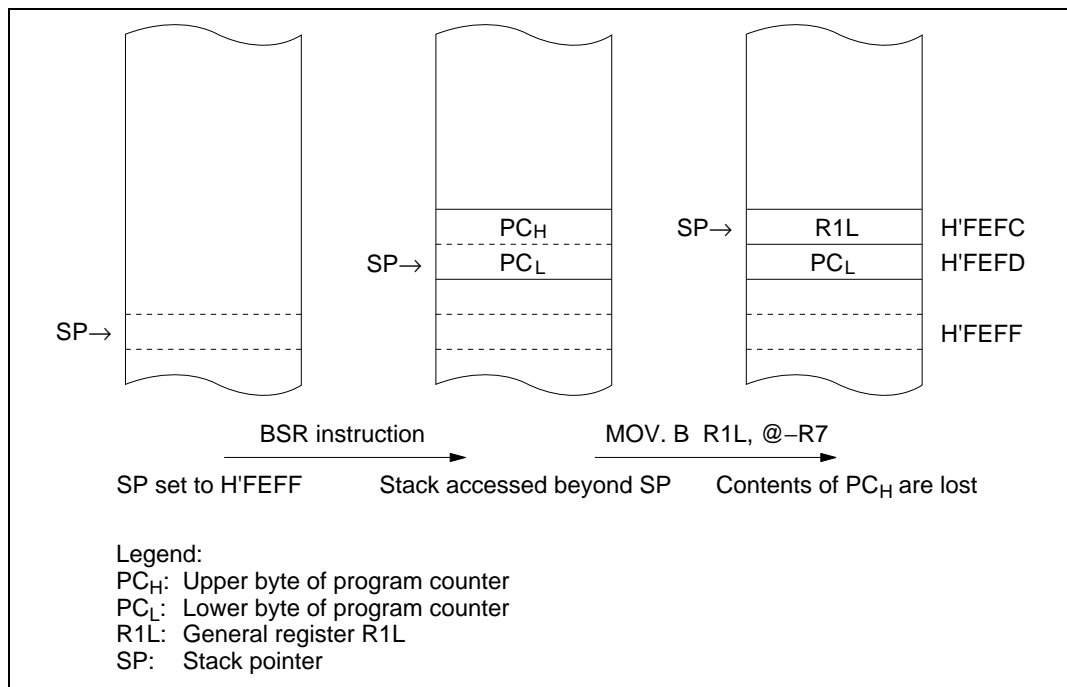 PCH
SP→ R1L H'FEFC
SP→ PCL
PCL H'FEFD
SP→ H'FEFF
BSR instruction
MOV. B R1L, @−R7
SP set to H'FEFF
Stack accessed beyond SP
Contents of PCH are lost
Legend:
PCH: Upper byte of program counter
PCL: Lower byte of program counter
R1L: General register R1L
SP: Stack pointer